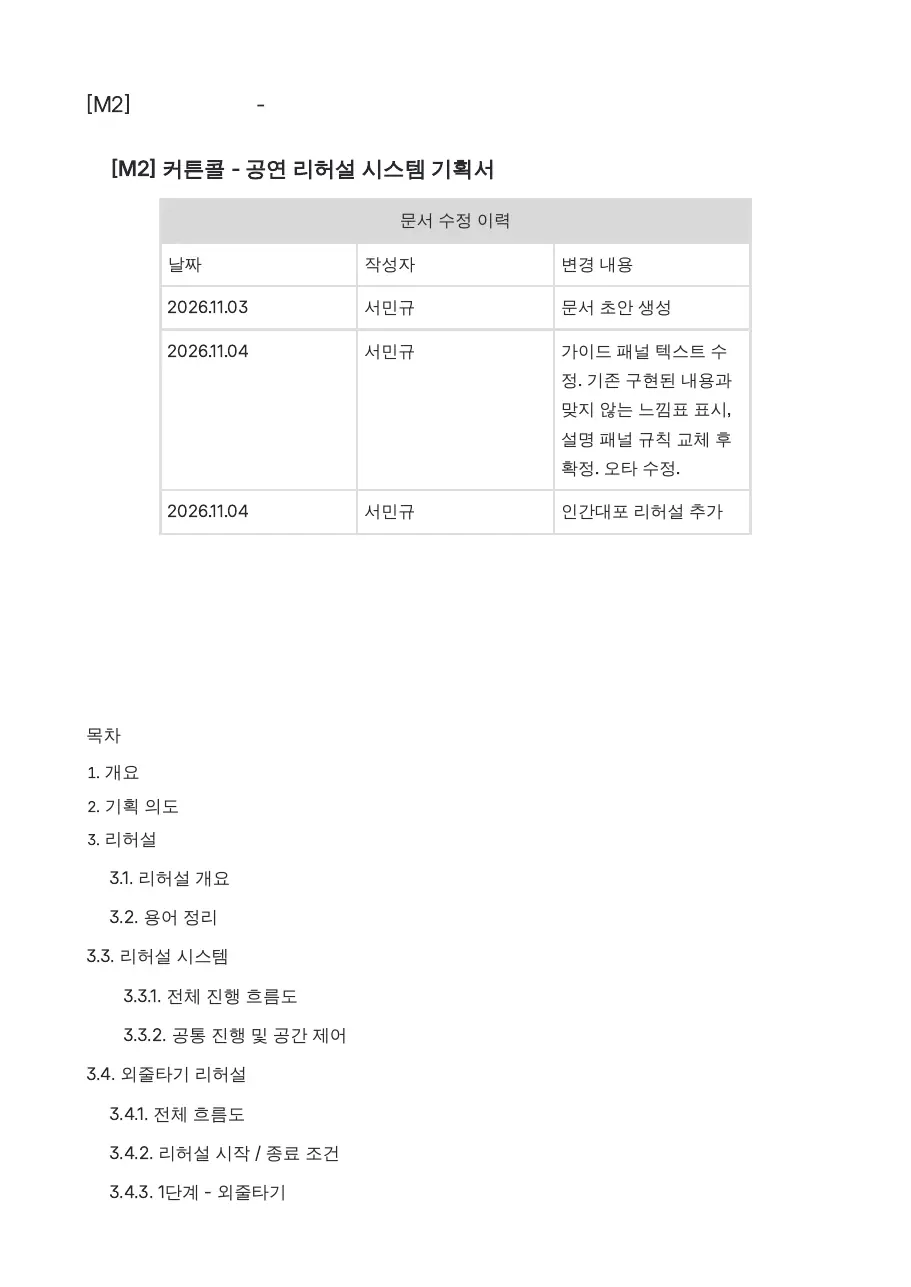 [M2] -
[M2] 커튼콜 - 공연 리허설 시스템 기획서
문서 수정 이력
날짜 작성자 변경 내용
2026.11.03 서민규 문서 초안 생성
2026.11.04 서민규 가이드 패널 텍스트 수
정. 기존 구현된 내용과
맞지 않는 느낌표 표시,
설명 패널 규칙 교체 후
확정. 오타 수정.
2026.11.04 서민규 인간대포 리허설 추가
목차
1. 개요
2. 기획 의도
3. 리허설
3.1. 리허설 개요
3.2. 용어 정리
3.3. 리허설 시스템
3.3.1. 전체 진행 흐름도
3.3.2. 공통 진행 및 공간 제어
3.4. 외줄타기 리허설
3.4.1. 전체 흐름도
3.4.2. 리허설 시작 / 종료 조건
3.4.3. 1단계 - 외줄타기